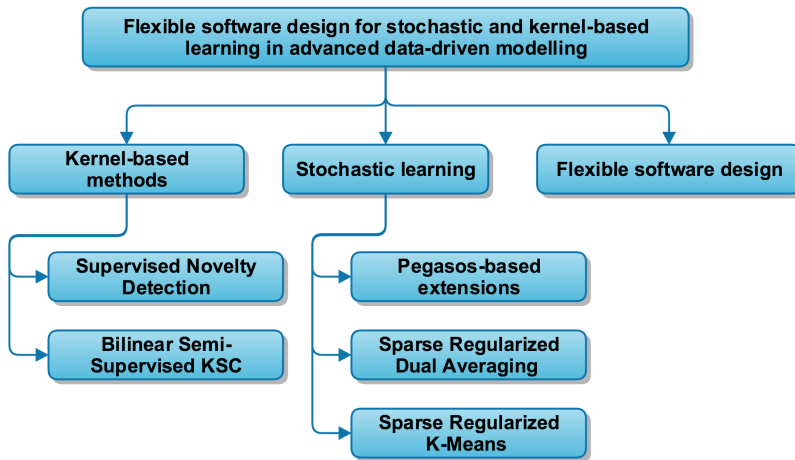 Flexible software design for stochastic and kernel-based
learning in advanced data-driven modelling
Kernel-based
methods
Stochastic learning
Flexible software design
Supervised Novelty
Detection
Bilinear Semi-
Supervised KSC
Pegasos-based
extensions
Sparse Regularized
Dual Averaging
Sparse Regularized
K-Means